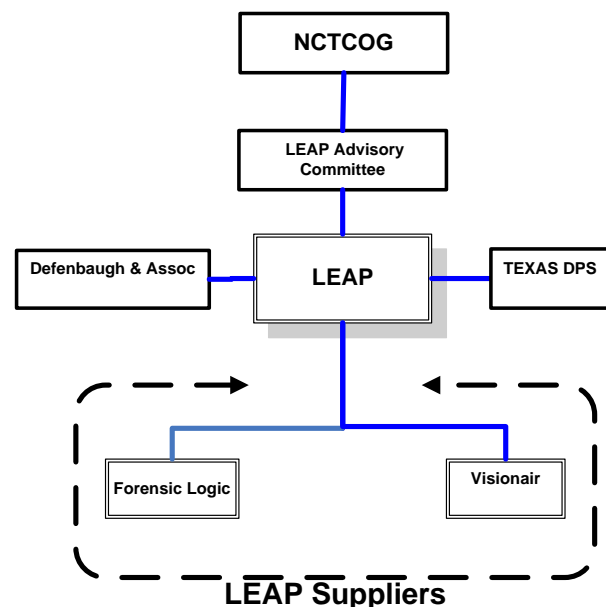 NCTCOG
LEAP Advisory
Committee
Defenbaugh & Assoc
LEAP
TEXAS DPS
Forensic Logic
Visionair
LEAP Suppliers